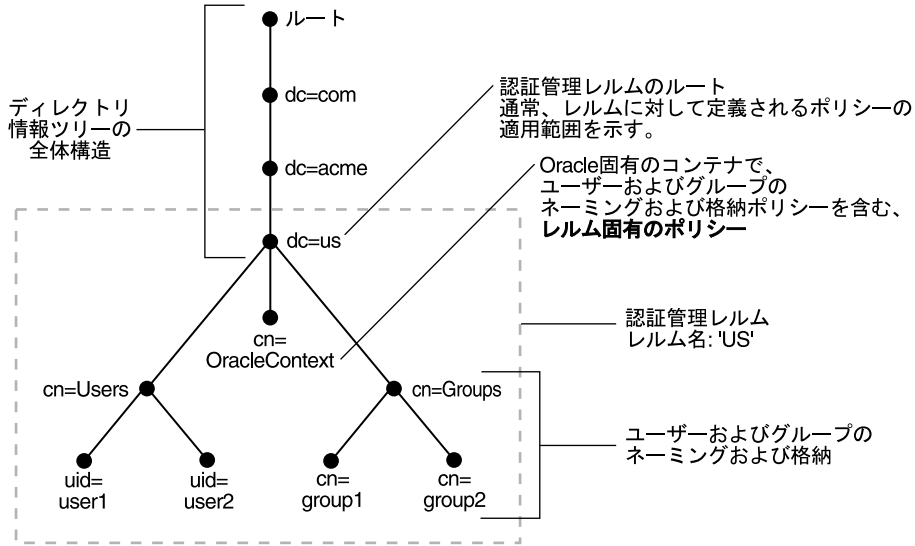 ルート
dc=com
dc=acme
dc=us
ディレクトリ
情報ツリーの
全体構造
認証管理レルムのルート
通常、レルムに対して定義されるポリシーの
適用範囲を示す。
Oracle固有のコンテナで、
ユーザーおよびグループの
ネーミングおよび格納ポリシーを含む、
レルム固有のポリシー
cn=
OracleContext
認証管理レルム
レルム名: 'US'
cn=Users
cn=Groups
ユーザーおよびグループの
ネーミングおよび格納
uid=
user1
uid=
user2
cn=
group1
cn=
group2